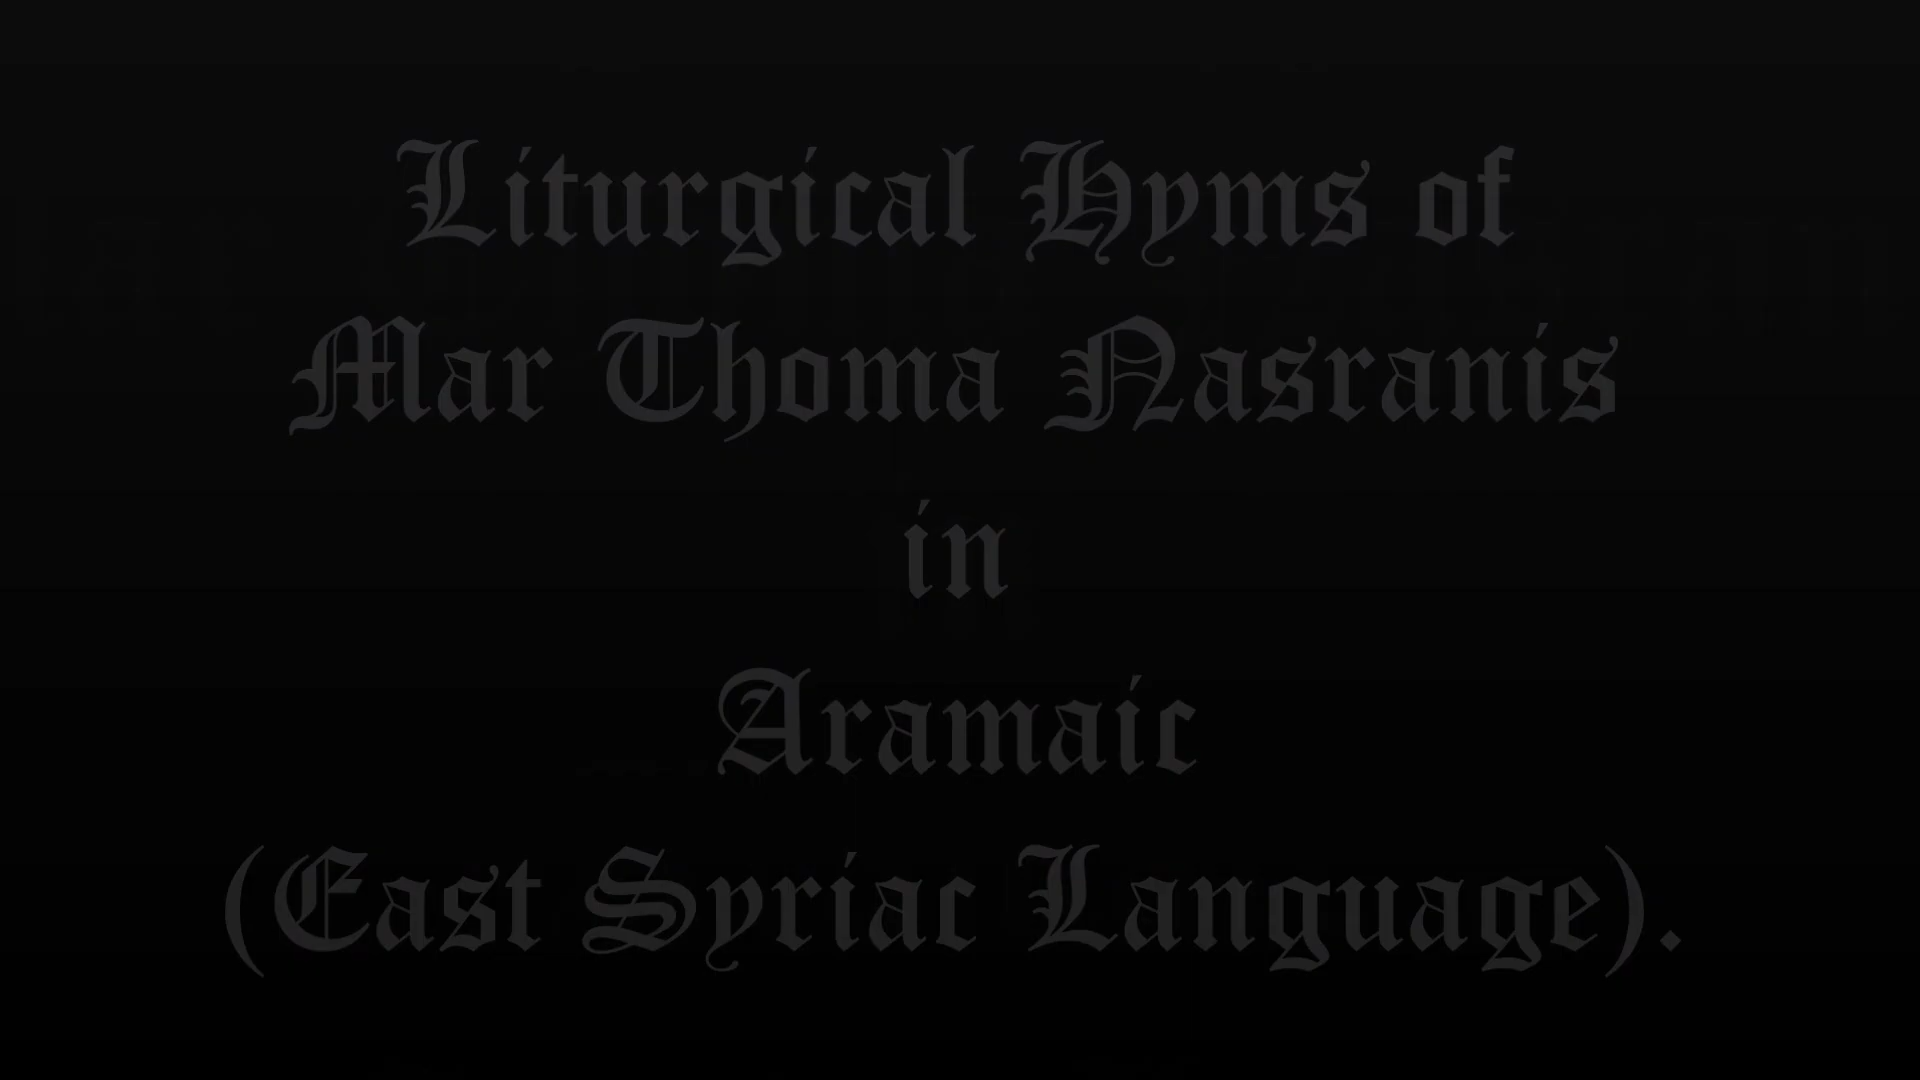 Liturgical Hyms of
Mar Thoma Nasranis
in
Aramaic
(East Syriac Language).